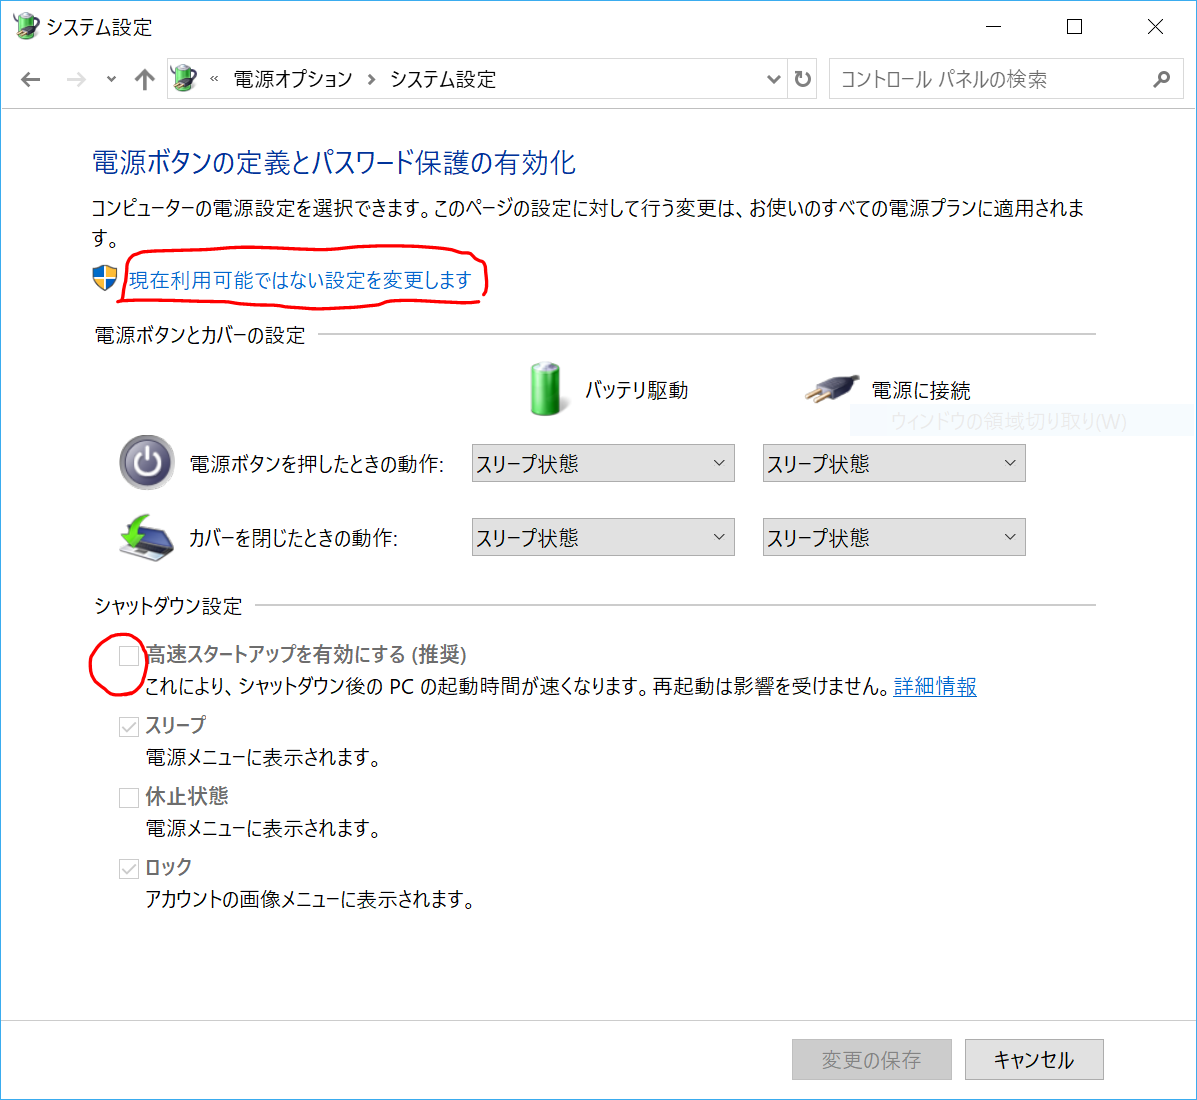 システム設定
« 電源オプション › システム設定
コントロール パネルの検索
電源ボタンの定義とパスワード保護の有効化
コンピューターの電源設定を選択できます。このページの設定に対して行う変更は、お使いのすべての電源プランに適用されま
す。
現在利用可能ではない設定を変更します
電源ボタンとカバーの設定
バッテリ駆動
電源に接続
ウィンドウの領域切り取り(W)
電源ボタンを押したときの動作:
スリープ状態
スリープ状態
カバーを閉じたときの動作:
スリープ状態
スリープ状態
シャットダウン設定
高速スタートアップを有効にする (推奨)
これにより、シャットダウン後の PC の起動時間が速くなります。再起動は影響を受けません。詳細情報
スリープ
電源メニューに表示されます。
休止状態
電源メニューに表示されます。
ロック
アカウントの画像メニューに表示されます。
変更の保存
キャンセル